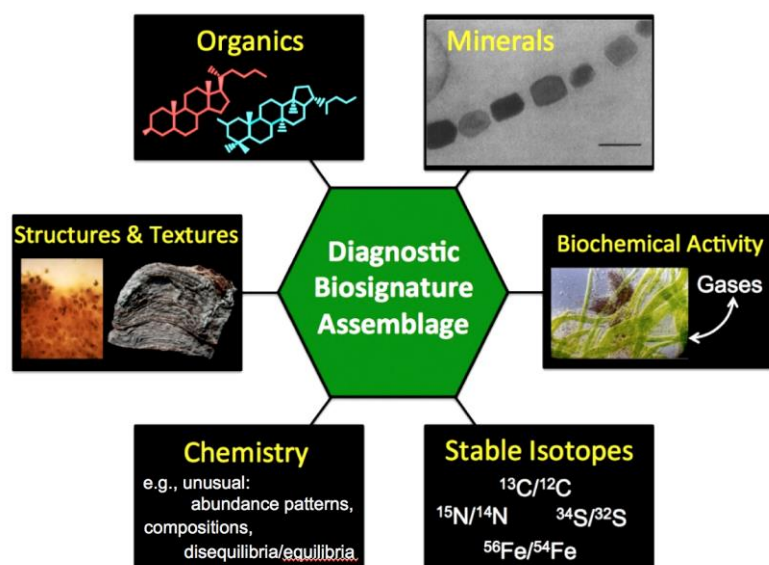 Organics
Minerals
Structures & Textures
Diagnostic
Biosignature
Assemblage
Biochemical Activity
Gases
Chemistry
e.g., unusual:
abundance patterns,
compositions,
disequilibria/equilibria
Stable Isotopes
¹³C/¹²C
¹⁵N/¹⁴N ³⁴S/³²S
⁵⁶Fe/⁵⁴Fe